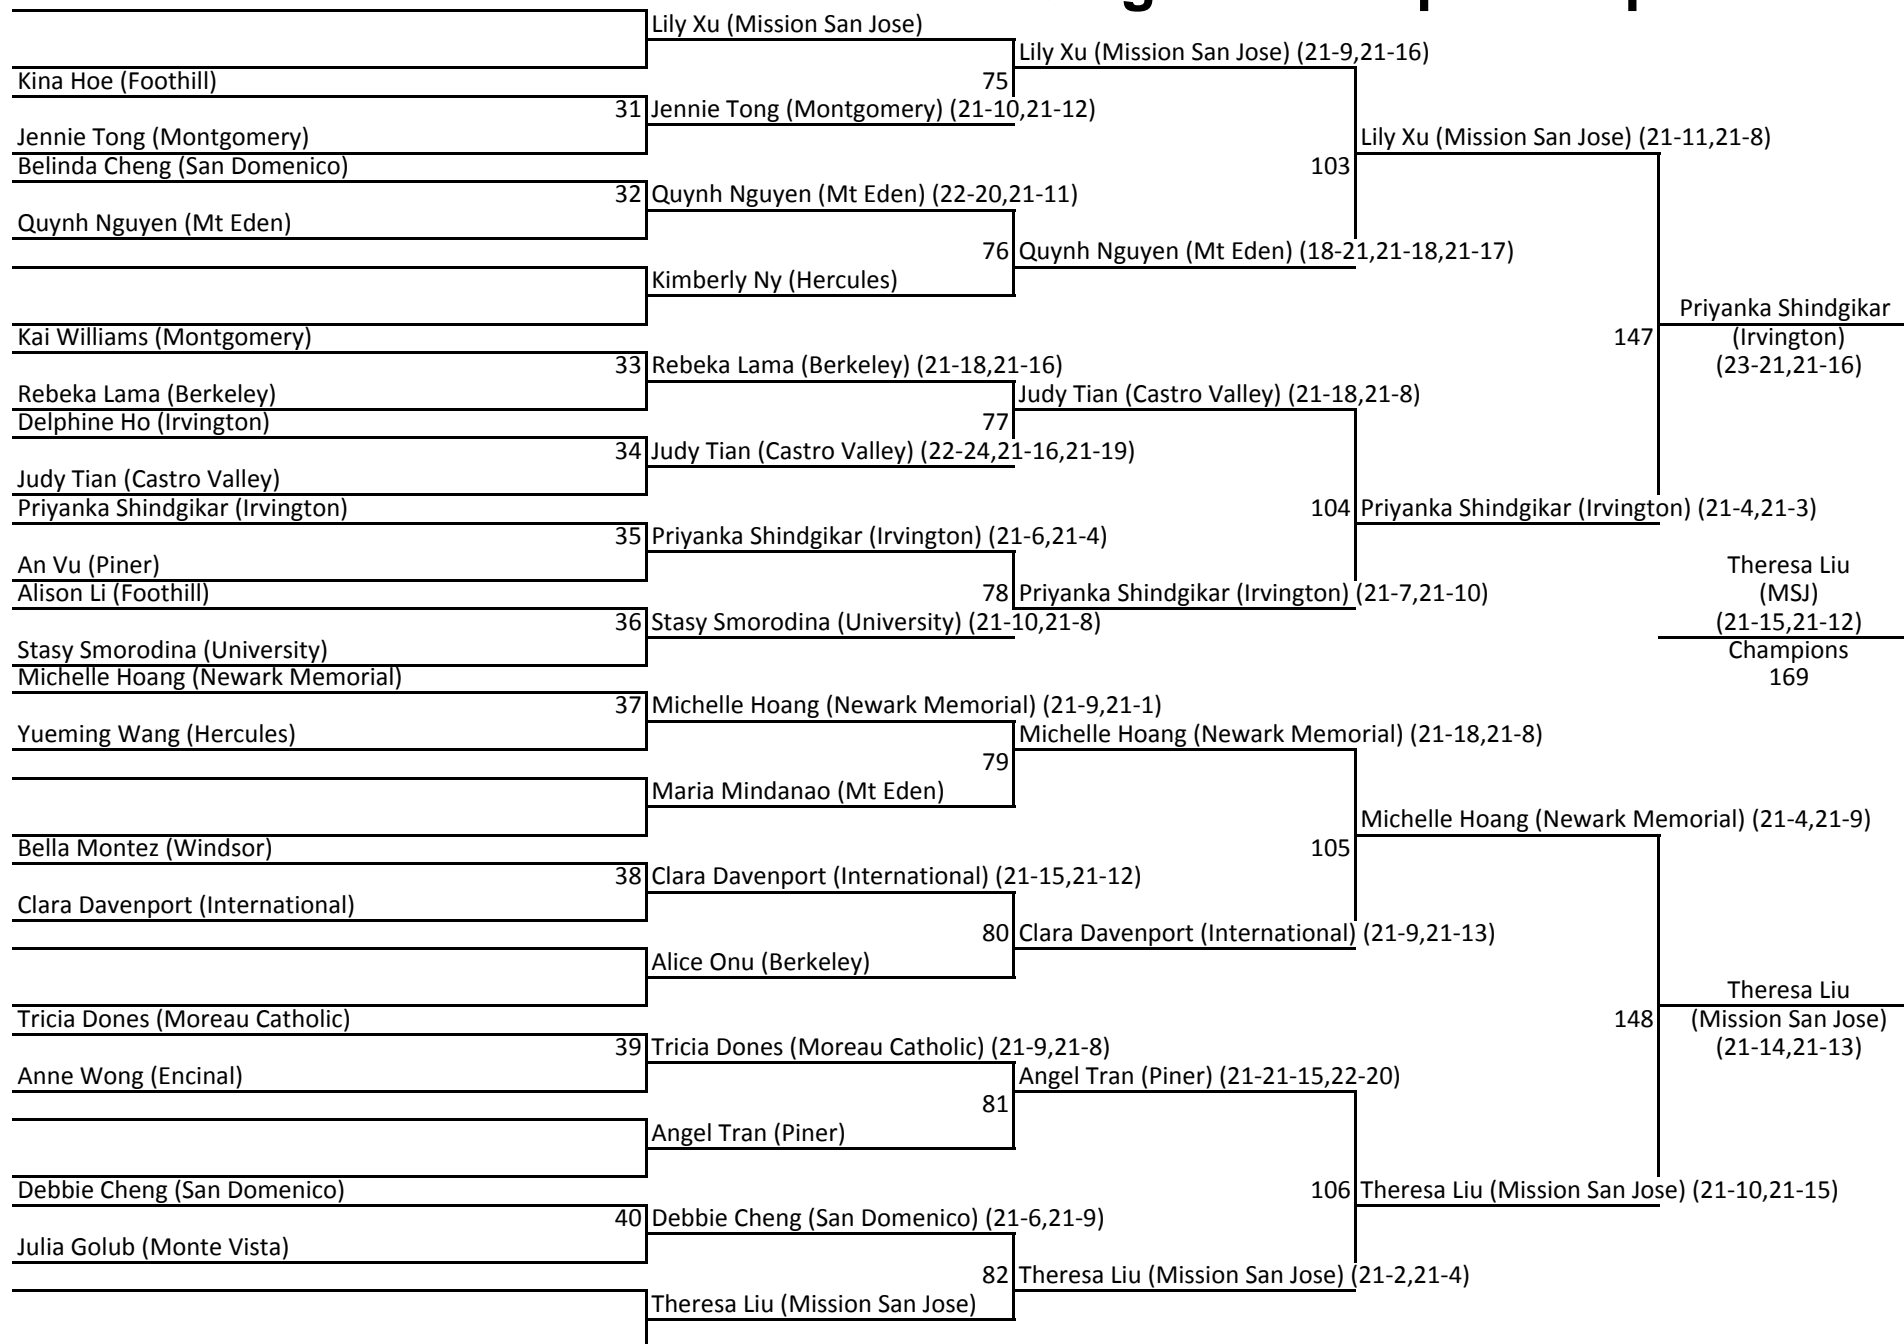 Lily Xu (Mission San Jose)
Lily Xu (Mission San Jose) (21-9,21-16)
Kina Hoe (Foothill)
75
31 Jennie Tong (Montgomery) (21-10,21-12)
Jennie Tong (Montgomery)
Lily Xu (Mission San Jose) (21-11,21-8)
Belinda Cheng (San Domenico)
103
32 Quynh Nguyen (Mt Eden) (22-20,21-11)
Quynh Nguyen (Mt Eden)
76 Quynh Nguyen (Mt Eden) (18-21,21-18,21-17)
Kimberly Ny (Hercules)
Priyanka Shindgikar
Kai Williams (Montgomery)
147
(Irvington)
33 Rebeka Lama (Berkeley) (21-18,21-16)
(23-21,21-16)
Rebeka Lama (Berkeley)
Judy Tian (Castro Valley) (21-18,21-8)
Delphine Ho (Irvington)
77
34 Judy Tian (Castro Valley) (22-24,21-16,21-19)
Judy Tian (Castro Valley)
Priyanka Shindgikar (Irvington)
104 Priyanka Shindgikar (Irvington) (21-4,21-3)
35 Priyanka Shindgikar (Irvington) (21-6,21-4)
An Vu (Piner)
Theresa Liu
Alison Li (Foothill)
78 Priyanka Shindgikar (Irvington) (21-7,21-10)
(MSJ)
36 Stasy Smorodina (University) (21-10,21-8)
(21-15,21-12)
Stasy Smorodina (University)
Champions
Michelle Hoang (Newark Memorial)
169
37 Michelle Hoang (Newark Memorial) (21-9,21-1)
Yueming Wang (Hercules)
Michelle Hoang (Newark Memorial) (21-18,21-8)
79
Maria Mindanao (Mt Eden)
Michelle Hoang (Newark Memorial) (21-4,21-9)
Bella Montez (Windsor)
105
38 Clara Davenport (International) (21-15,21-12)
Clara Davenport (International)
80 Clara Davenport (International) (21-9,21-13)
Alice Onu (Berkeley)
Theresa Liu
Tricia Dones (Moreau Catholic)
148
(Mission San Jose)
39 Tricia Dones (Moreau Catholic) (21-9,21-8)
(21-14,21-13)
Anne Wong (Encinal)
Angel Tran (Piner) (21-21-15,22-20)
81
Angel Tran (Piner)
Debbie Cheng (San Domenico)
106 Theresa Liu (Mission San Jose) (21-10,21-15)
40 Debbie Cheng (San Domenico) (21-6,21-9)
Julia Golub (Monte Vista)
82 Theresa Liu (Mission San Jose) (21-2,21-4)
Theresa Liu (Mission San Jose)